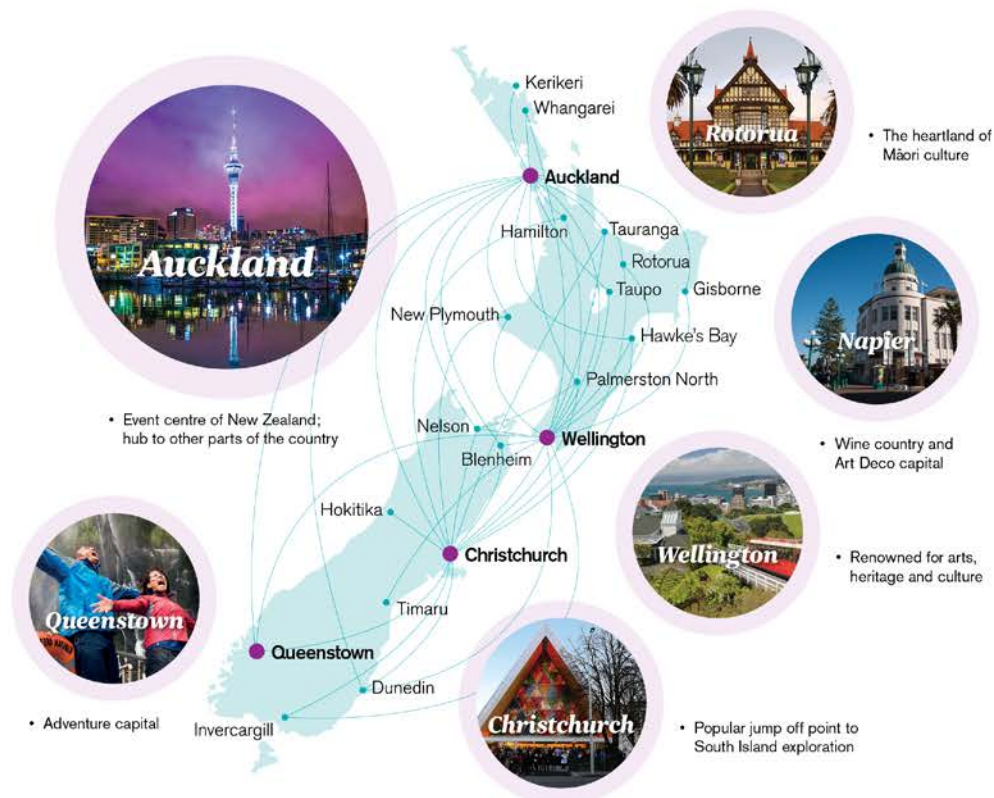 Kerikeri
Whangarei
Auckland
Hamilton
Tauranga
Rotorua
Taupo
Gisborne
New Plymouth
Hawke's Bay
Palmerston North
Nelson
Wellington
Blenheim
Hokitika
Christchurch
Timaru
Queenstown
Dunedin
Invercargill
Auckland
• Event centre of New Zealand;
hub to other parts of the country
Rotorua
• The heartland of
Māori culture
Napier
• Wine country and
Art Deco capital
Wellington
• Renowned for arts,
heritage and culture
Queenstown
• Adventure capital
Christchurch
• Popular jump off point to
South Island exploration